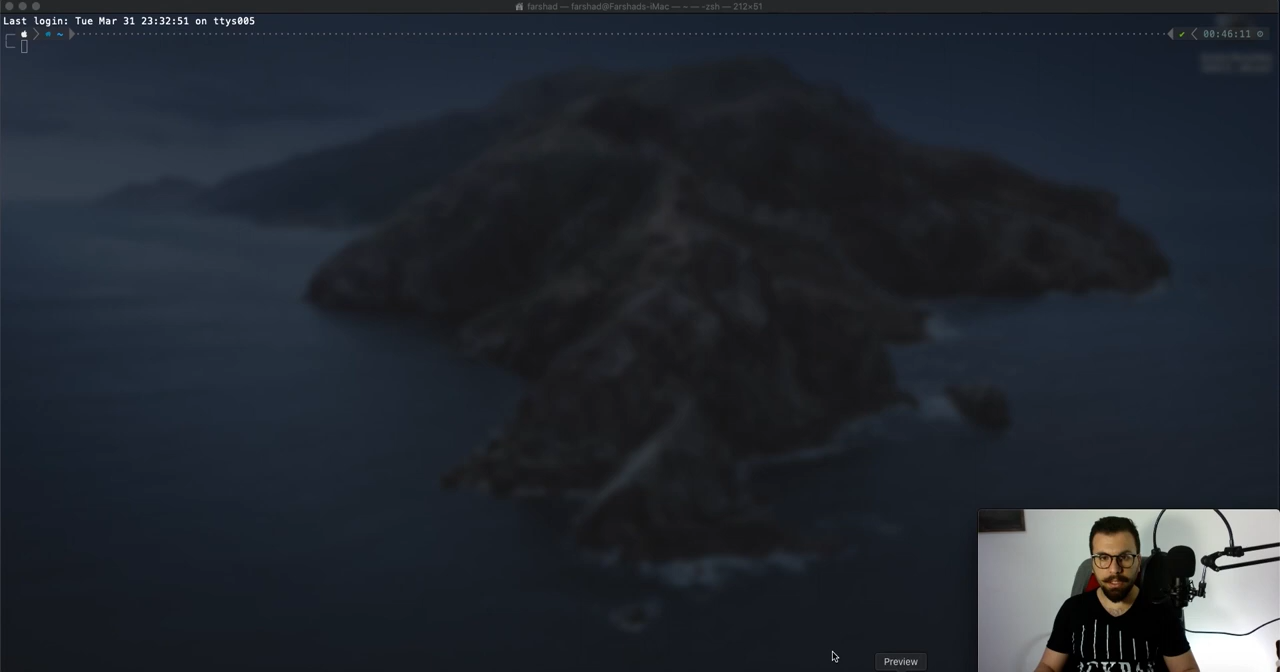 farshad — farshad@Farshads-iMac — ~ — -zsh — 212×51
Last login: Tue Mar 31 23:32:51 on ttys005
~ 00:46:11
Preview